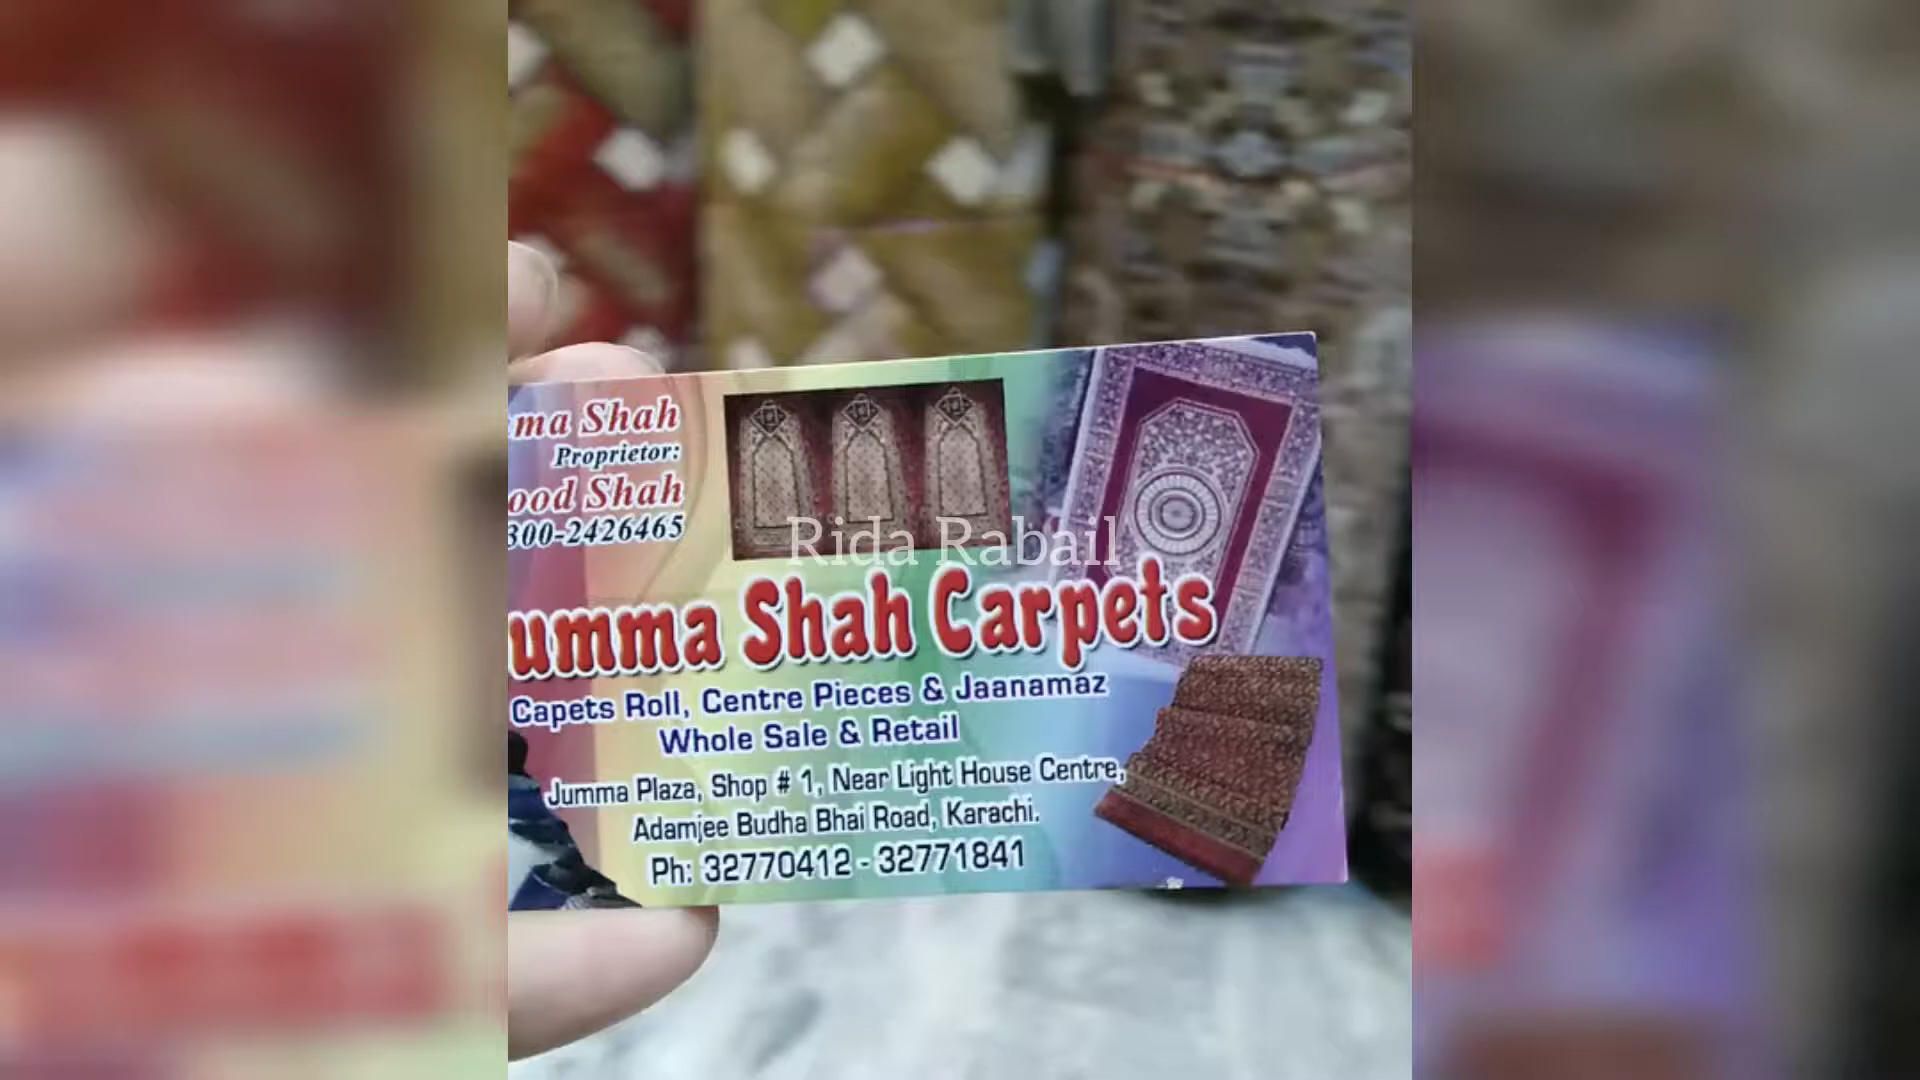 ma Shah
Proprietor:
ood Shah
300-2426465
Rida Rabail
umma Shah Carpets
Capets Roll, Centre Pieces & Jaanamaz
Whole Sale & Retail
Jumma Plaza, Shop # 1, Near Light House Centre,
Adamjee Budha Bhai Road, Karachi.
Ph: 32770412 - 32771841